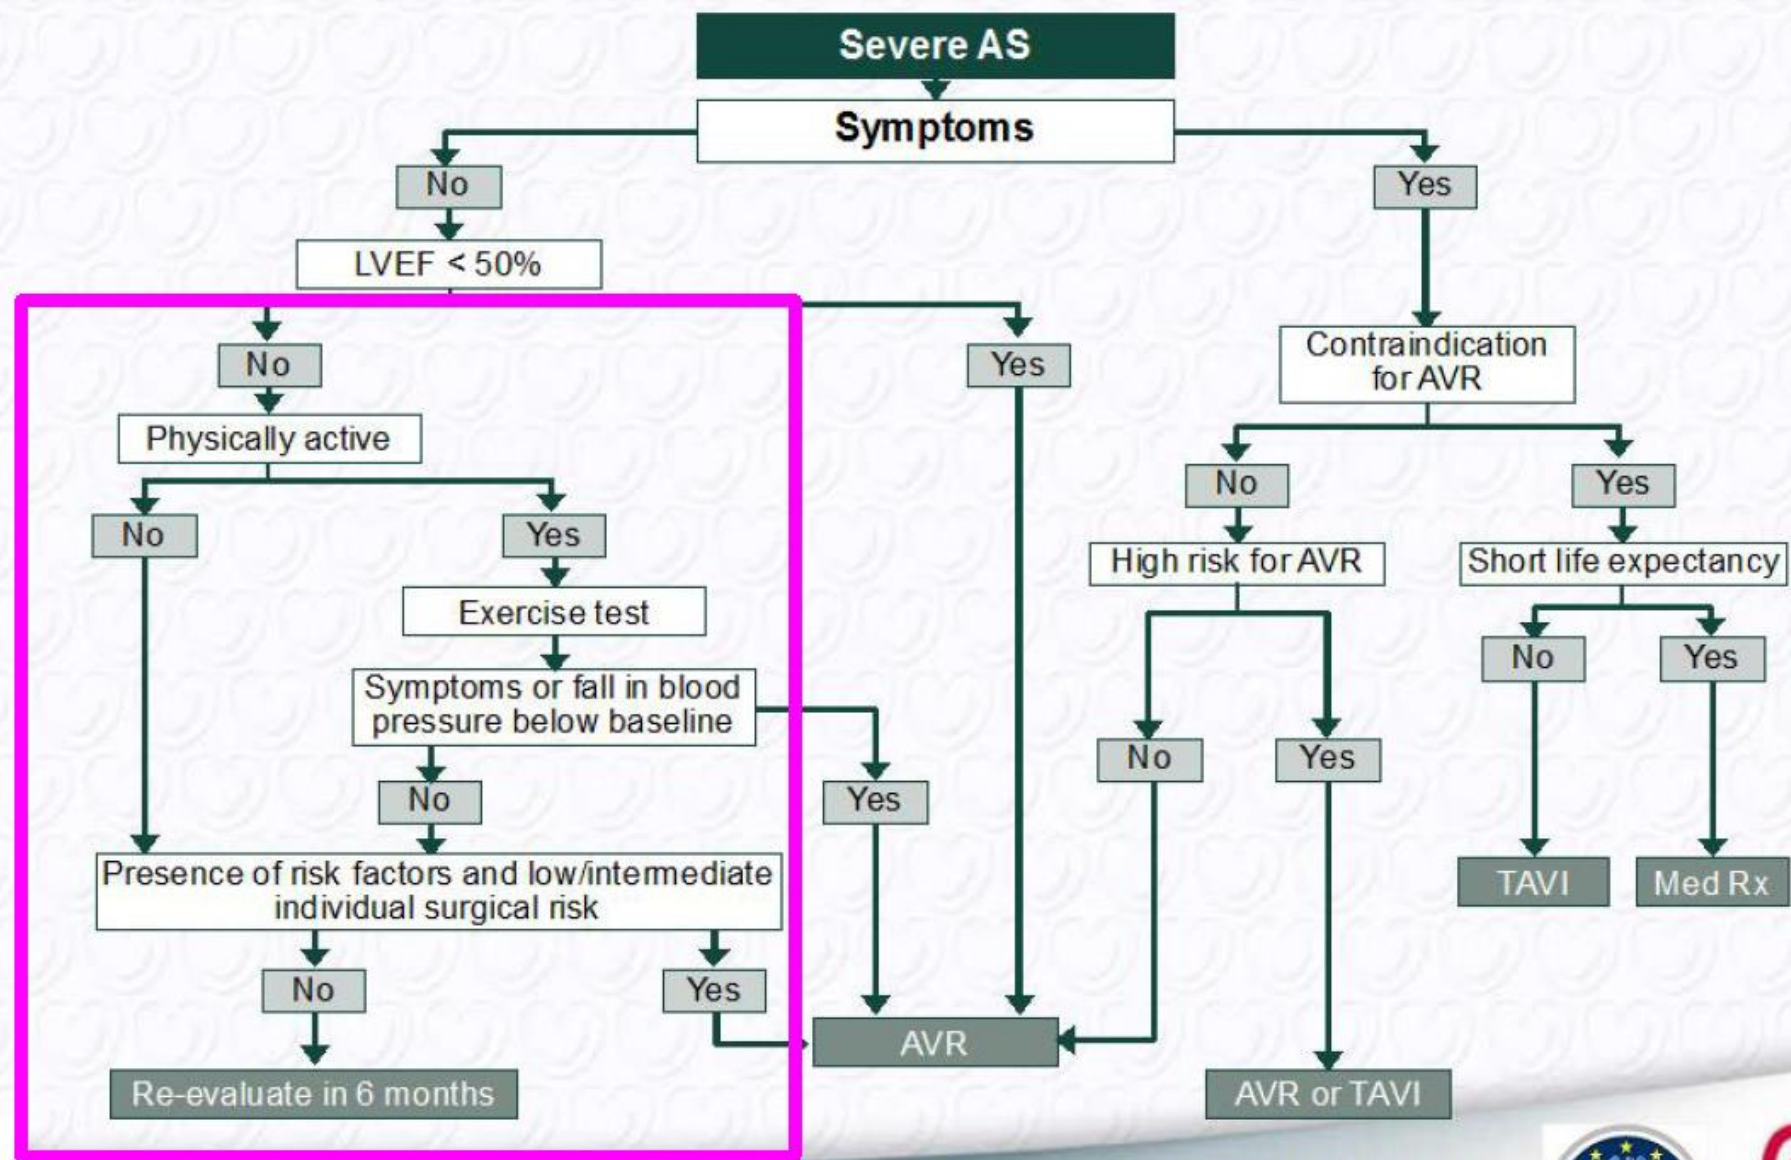 Severe AS
Symptoms
No
Yes
LVEF < 50%
No
Yes
Contraindication
for AVR
Physically active
No
Yes
No
Yes
High risk for AVR
Short life expectancy
Exercise test
No
Yes
Symptoms or fall in blood
pressure below baseline
No
Yes
No
Yes
Presence of risk factors and low/intermediate
individual surgical risk
TAVI
Med Rx
No
Yes
AVR
Re-evaluate in 6 months
AVR or TAVI